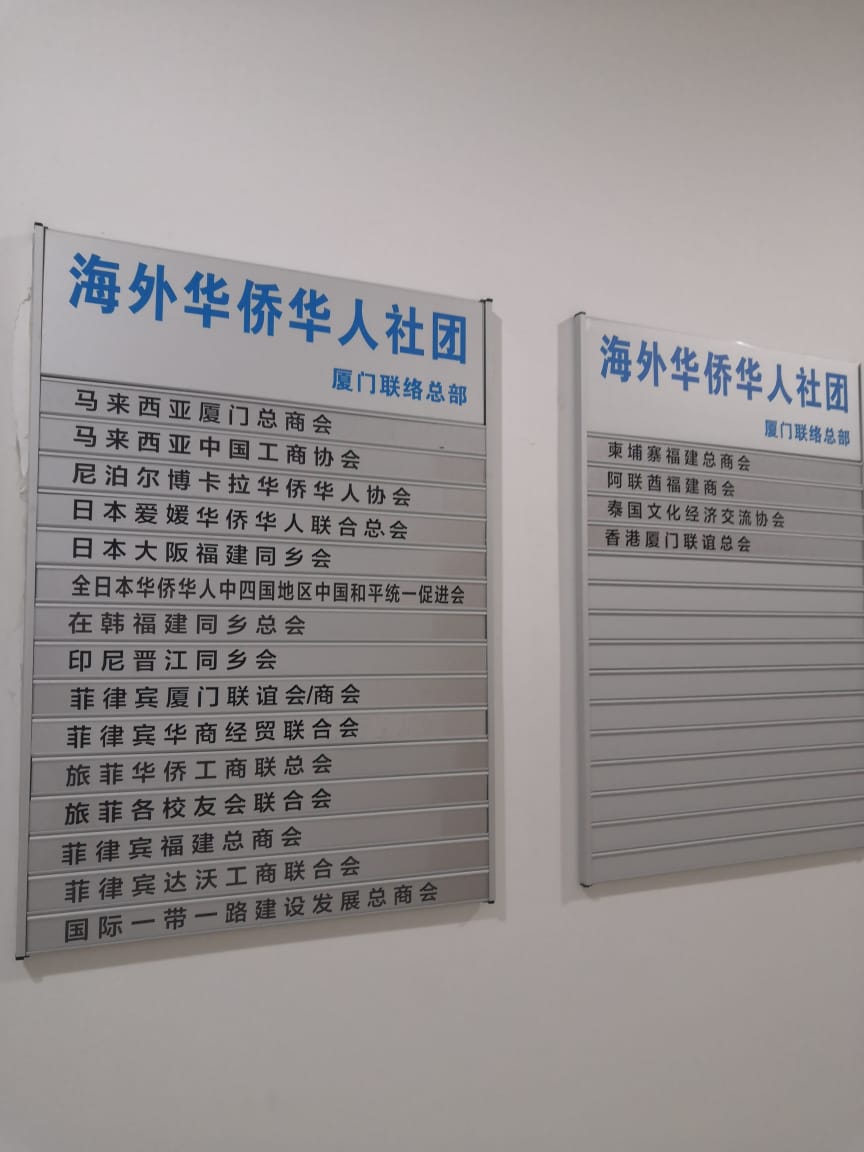 海外华侨华人社团
厦门联络总部
马来西亚厦门总商会
马来西亚中国工商协会
尼泊尔博卡拉华侨华人协会
日本爱媛华侨华人联合总会
日本大阪福建同乡会
全日本华侨华人中四国地区中国和平统一促进会
在韩福建同乡总会
印尼晋江同乡会
菲律宾厦门联谊会/商会
菲律宾华商经贸联合会
旅菲华侨工商联总会
旅菲各校友会联合会
菲律宾福建总商会
菲律宾达沃工商联合会
国际一带一路建设发展总商会
海外华侨华人社团
厦门联络总部
柬埔寨福建总商会
阿联酋福建商会
泰国文化经济交流协会
香港厦门联谊总会